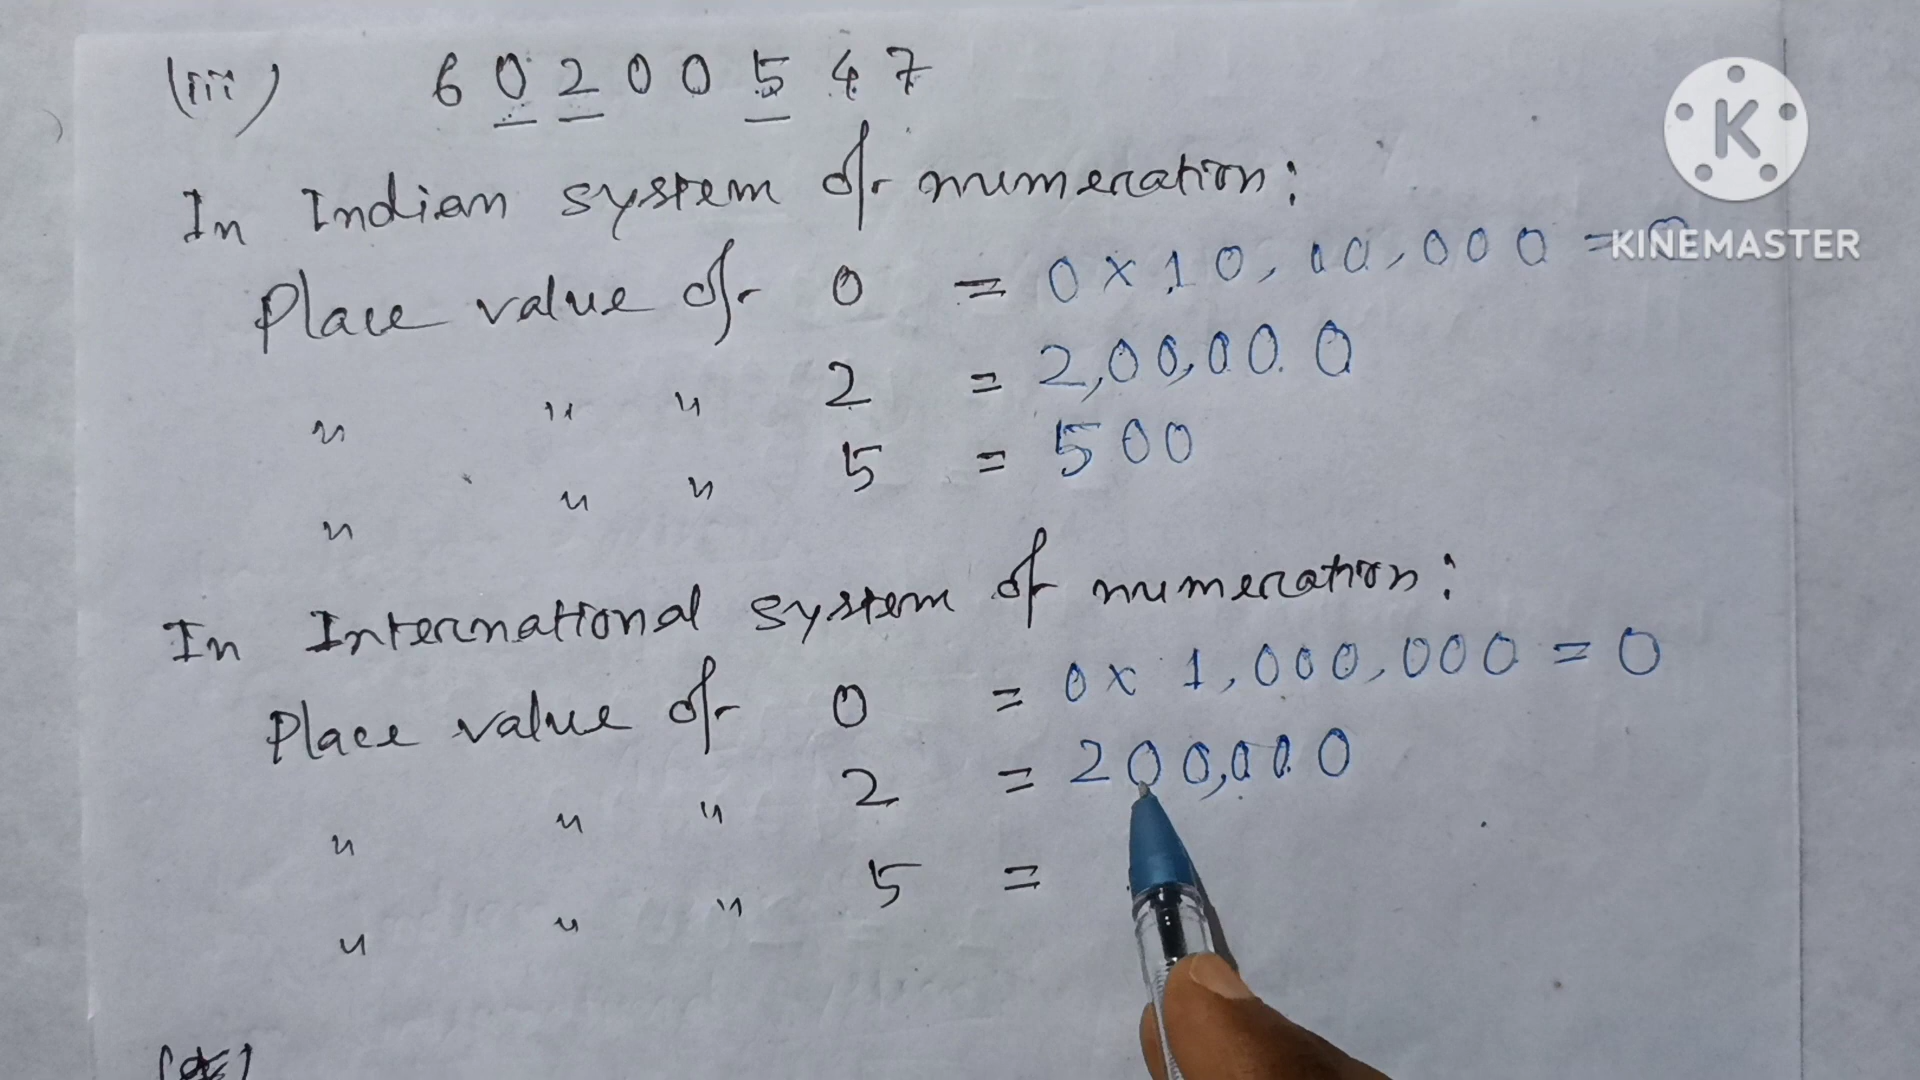 (iii) 6 0 2 0 0 5 4 7
In Indian system of numeration:
Place value of 0 = 0 x 10,00,000 = 0
K
KINEMASTER
" " " 2 = 2,00,000
" " " 5 = 500
In International system of numeration:
Place value of 0 = 0 x 1,000,000 = 0
" " " 2 = 200,000
" " " 5 =